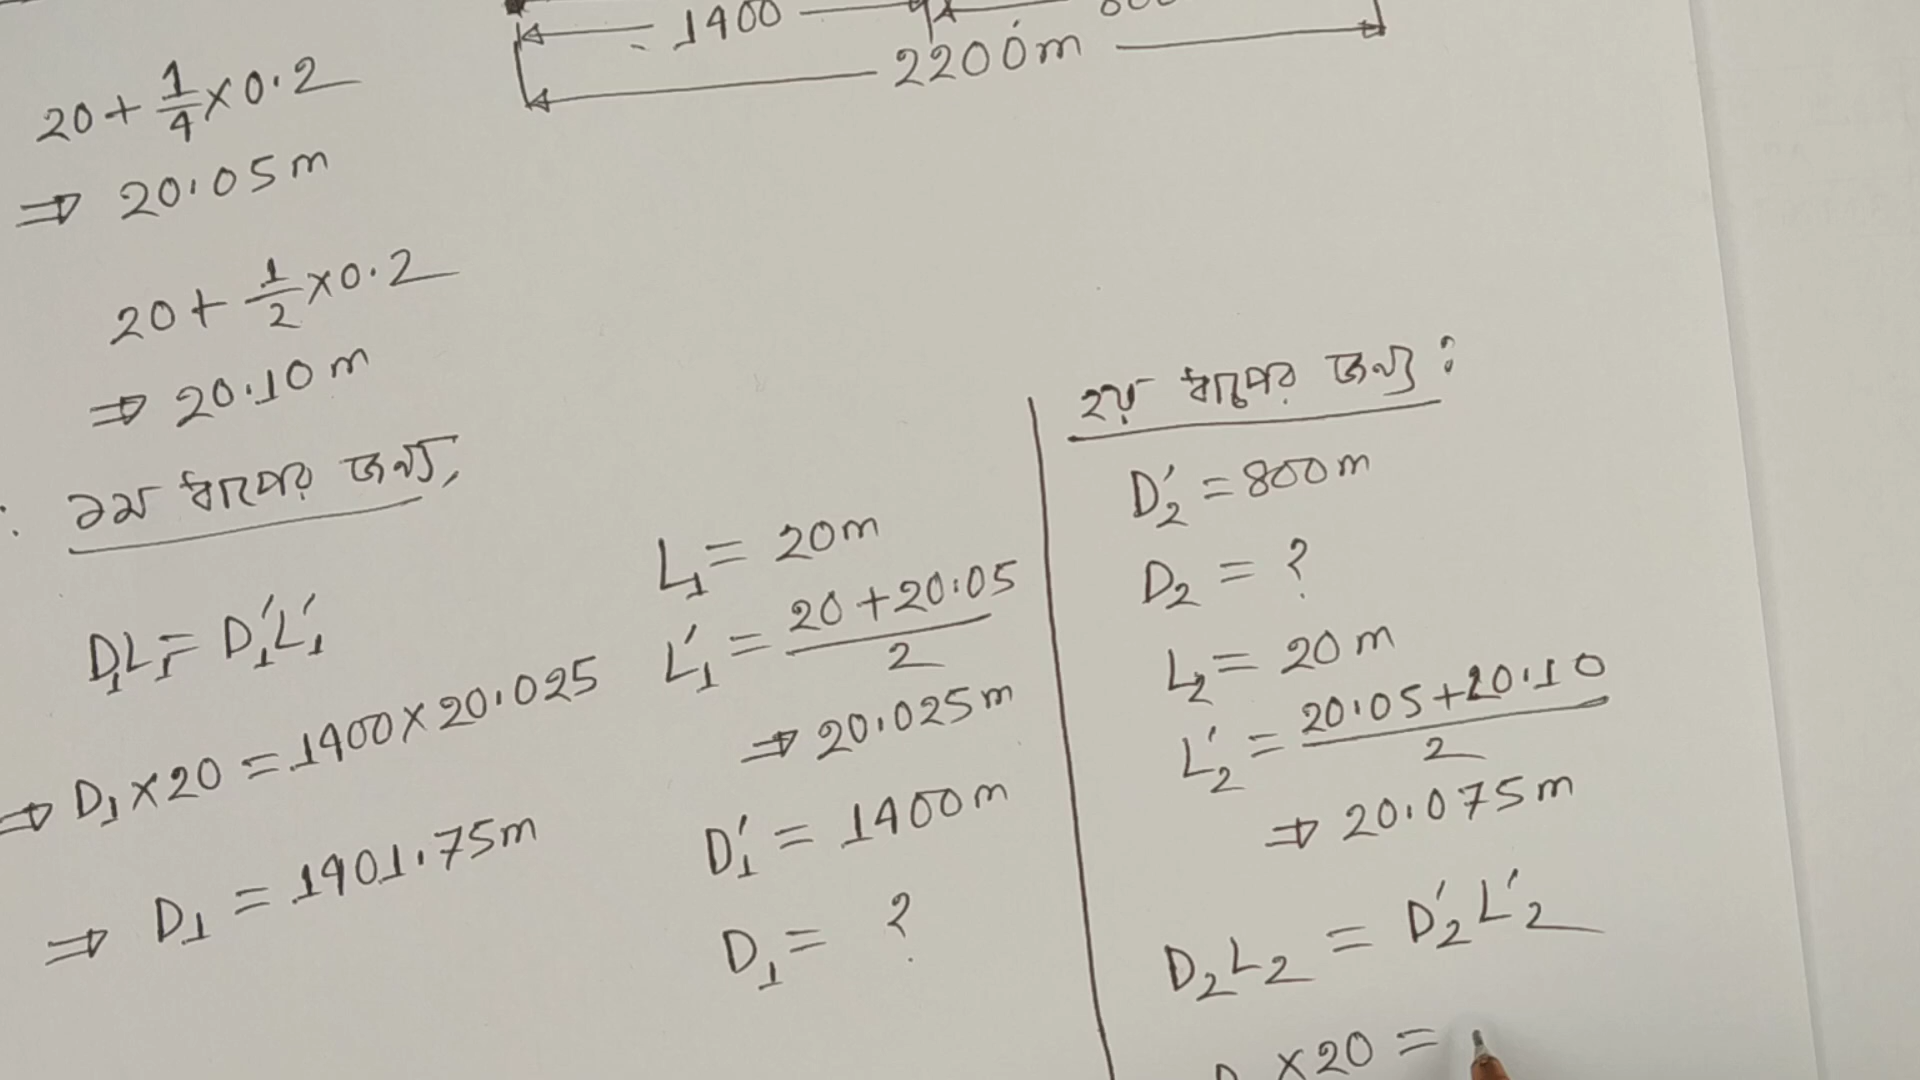 1400
2200m
20 + 1/4 × 0.2
⇒ 20.05m
20 + 1/2 × 0.2
⇒ 20.10m
: ১ম ধাপের জন্য,
D₁L₁ = D₁'L₁'
⇒ D₁ × 20 = 1400 × 20.025
⇒ D₁ = 1401.75m
L₁ = 20m
L₁' = (20 + 20.05)/2
⇒ 20.025m
D₁' = 1400m
D₁ = ?
২য় ধাপের জন্য :
D₂' = 800m
D₂ = ?
L₂ = 20m
L₂' = (20.05 + 20.10)/2
⇒ 20.075m
D₂L₂ = D₂'L₂'
× 20 =